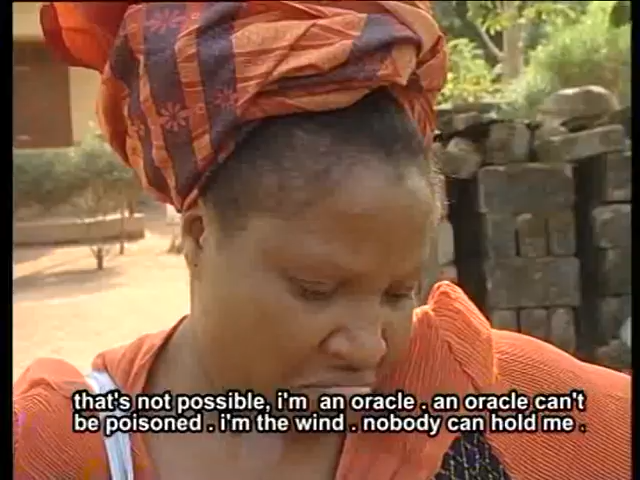 that's not possible, i'm an oracle . an oracle can't
be poisoned . i'm the wind . nobody can hold me .